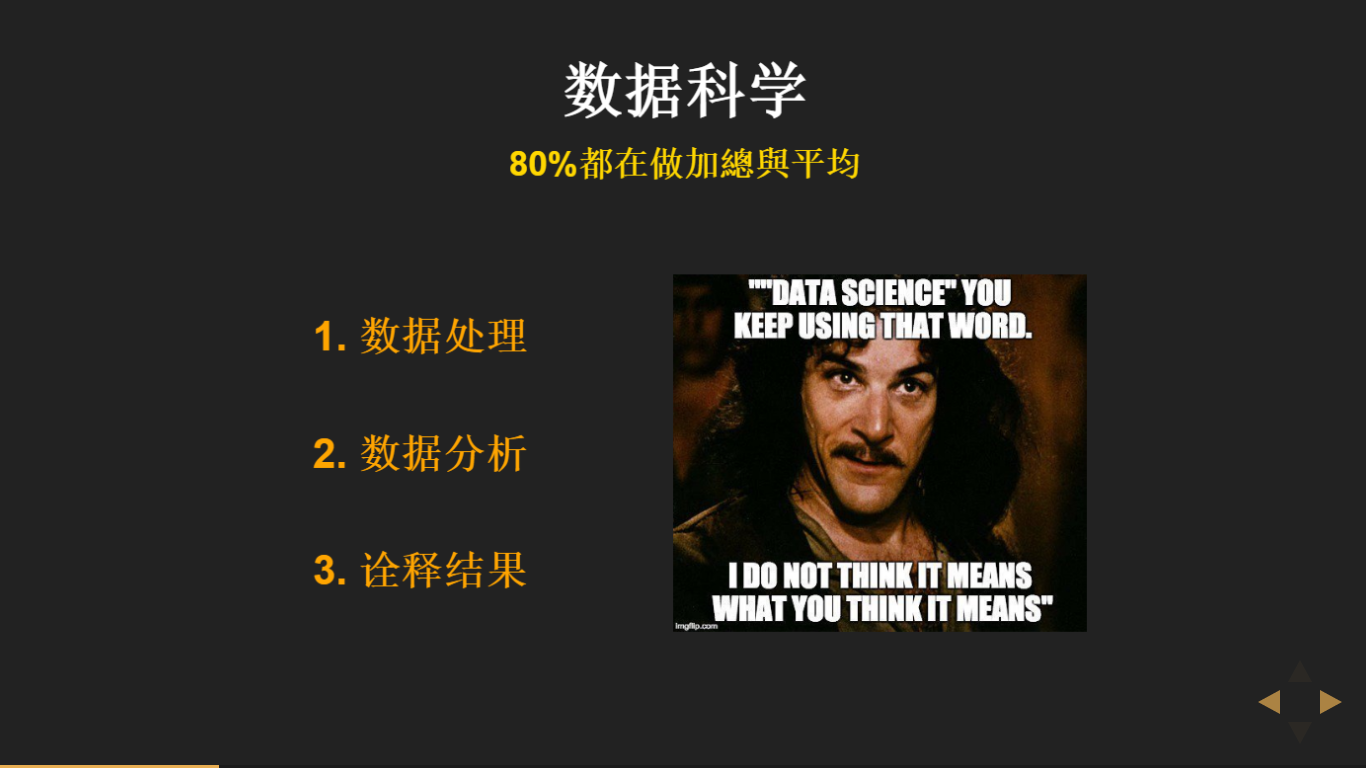 数据科学
80%都在做加總與平均
1. 数据处理
2. 数据分析
3. 诠释结果
""DATA SCIENCE" YOU
KEEP USING THAT WORD.
I DO NOT THINK IT MEANS
WHAT YOU THINK IT MEANS"
imgflip.com